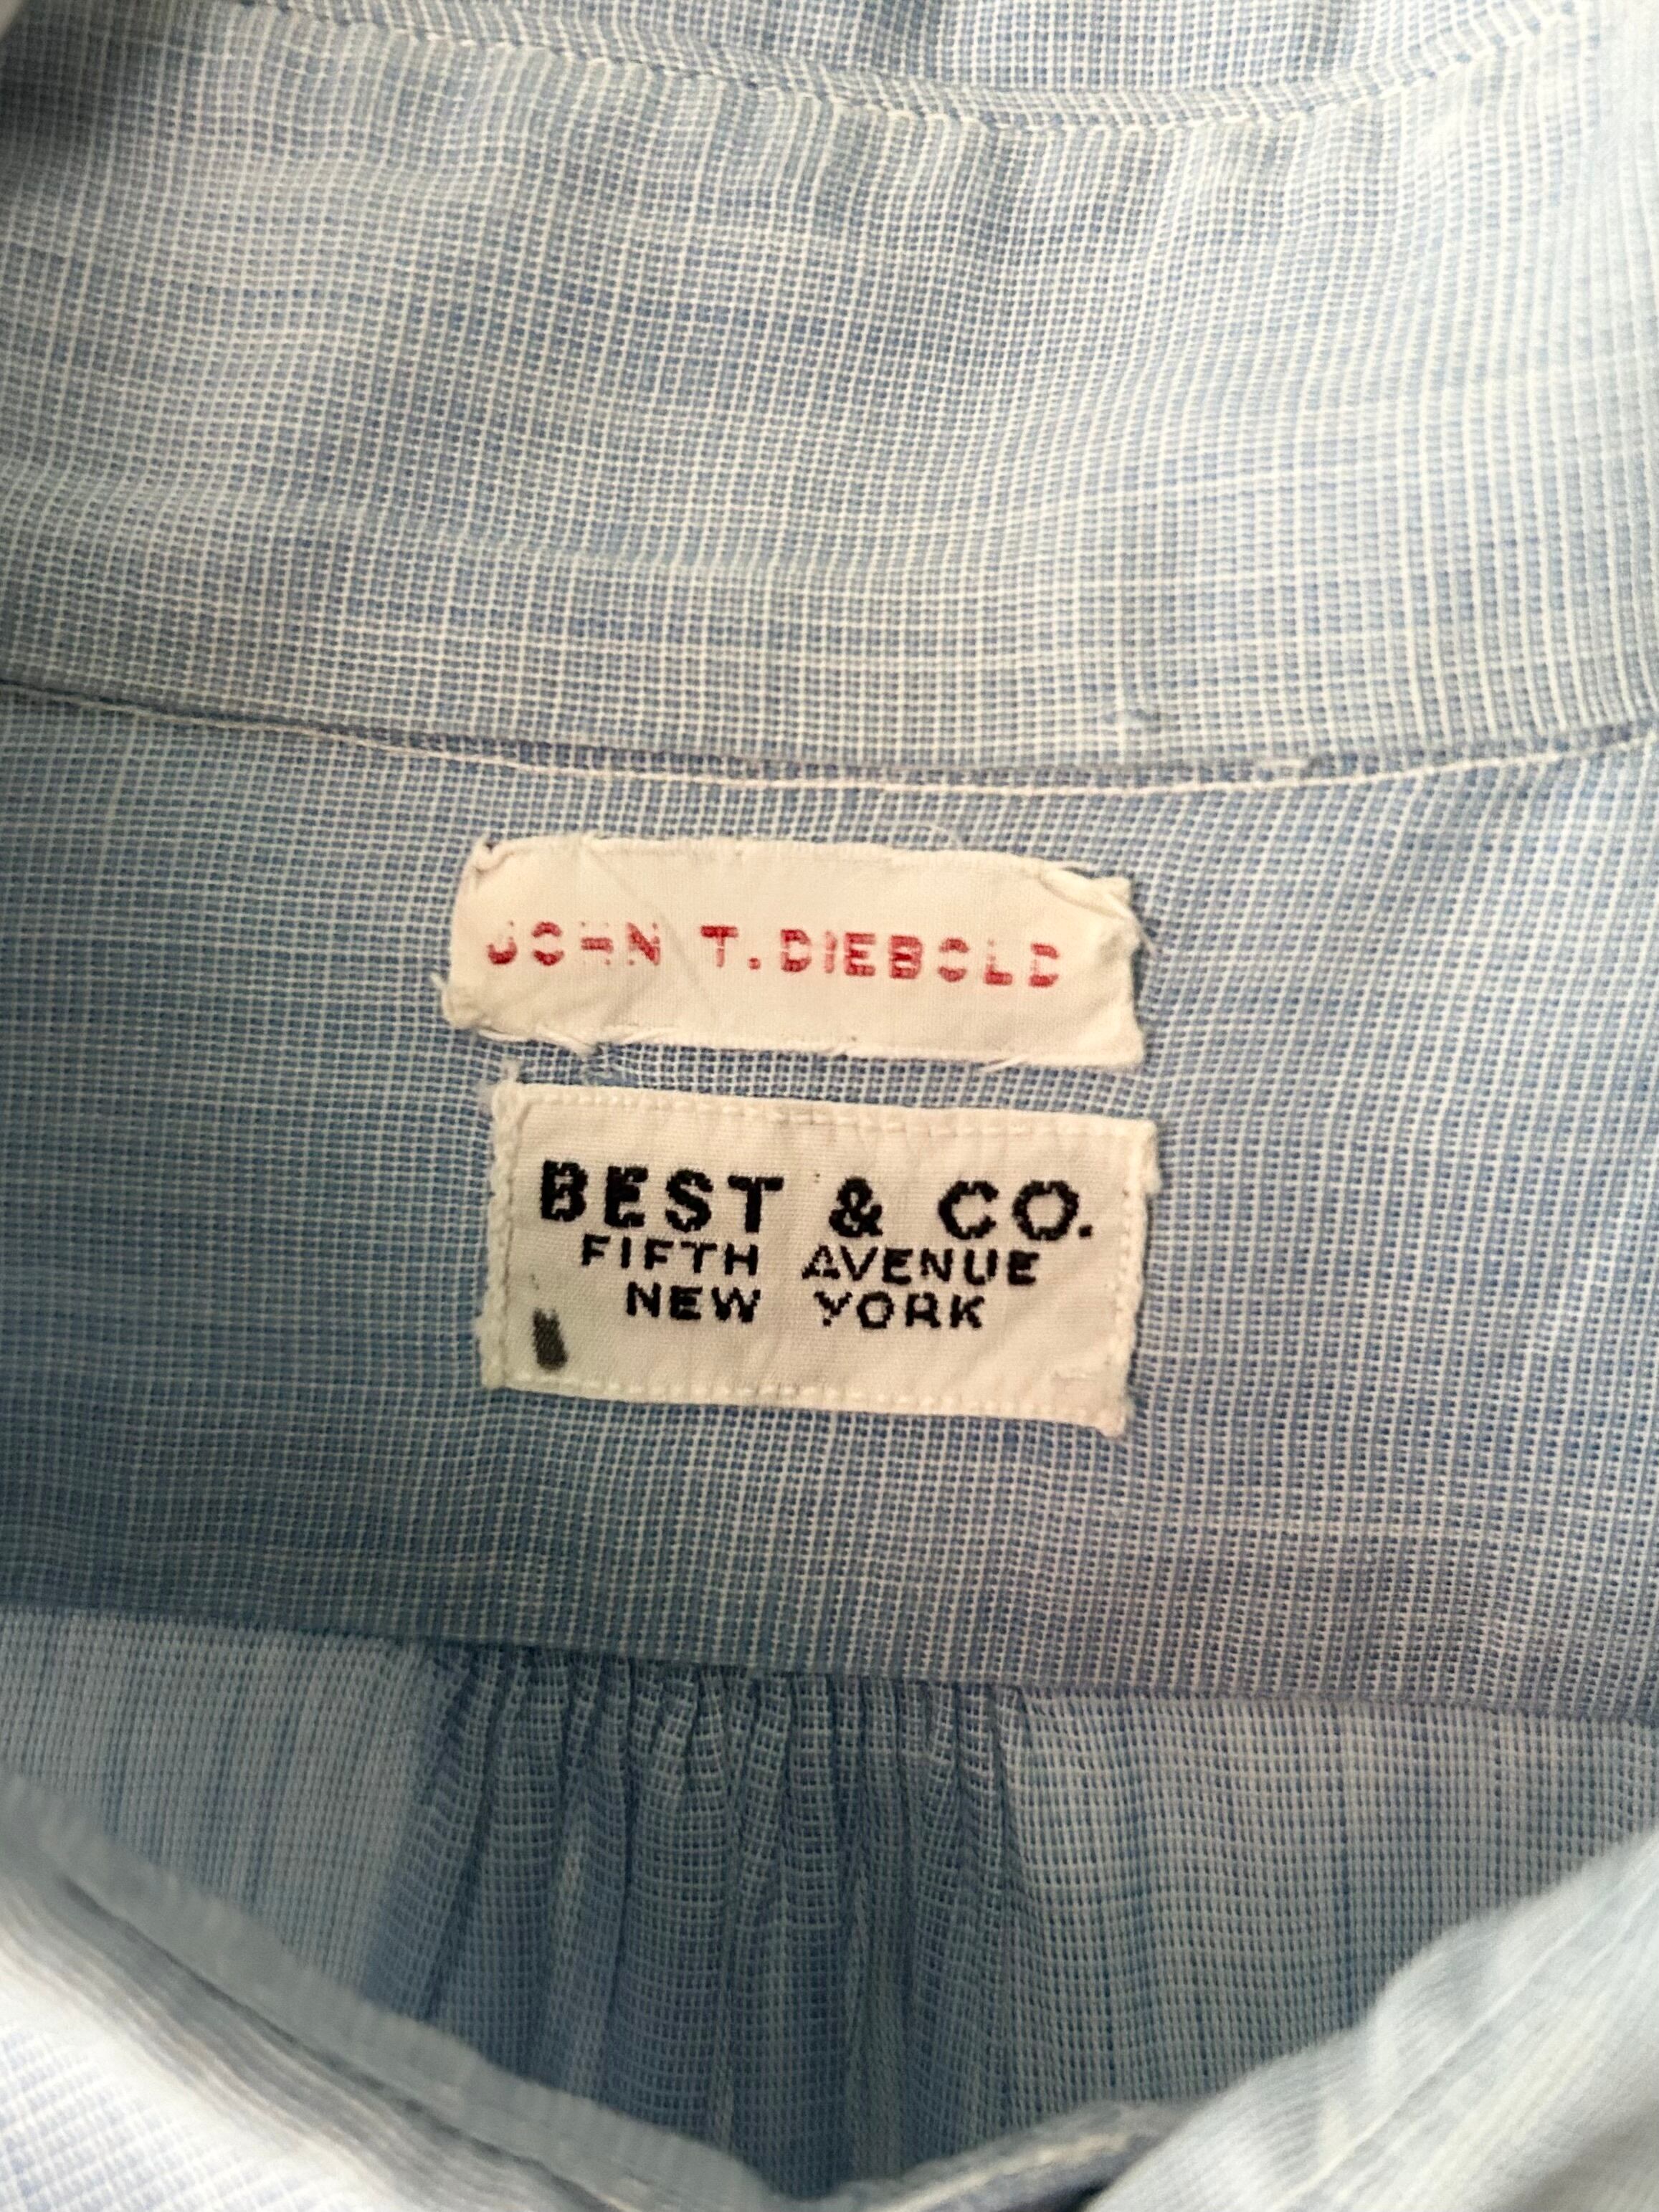 JOHN T. DIEBOLD
BEST & CO.
FIFTH AVENUE
NEW YORK